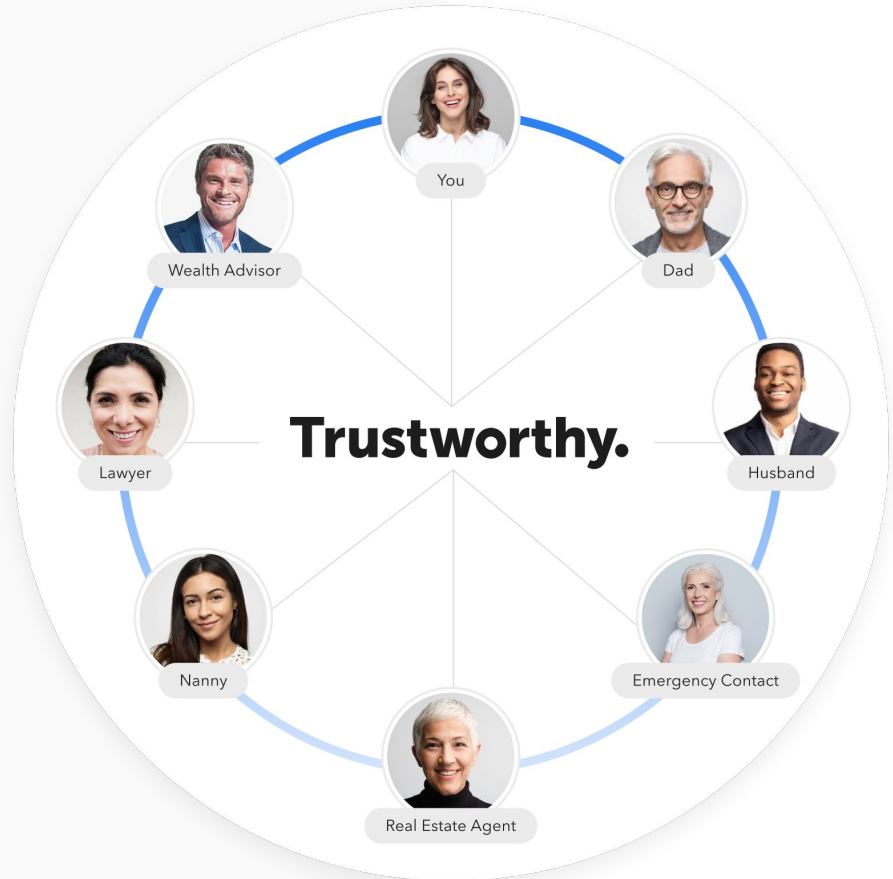 You
Wealth Advisor
Dad
Trustworthy.
Lawyer
Husband
Nanny
Emergency Contact
Real Estate Agent